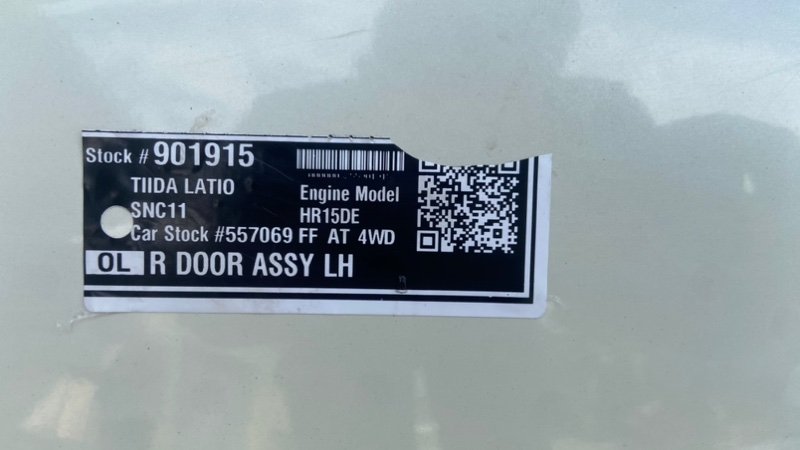 Stock # 901915
TIIDA LATIO
SNC11
Engine Model
HR15DE
Car Stock #557069 FF AT 4WD
OL R DOOR ASSY LH